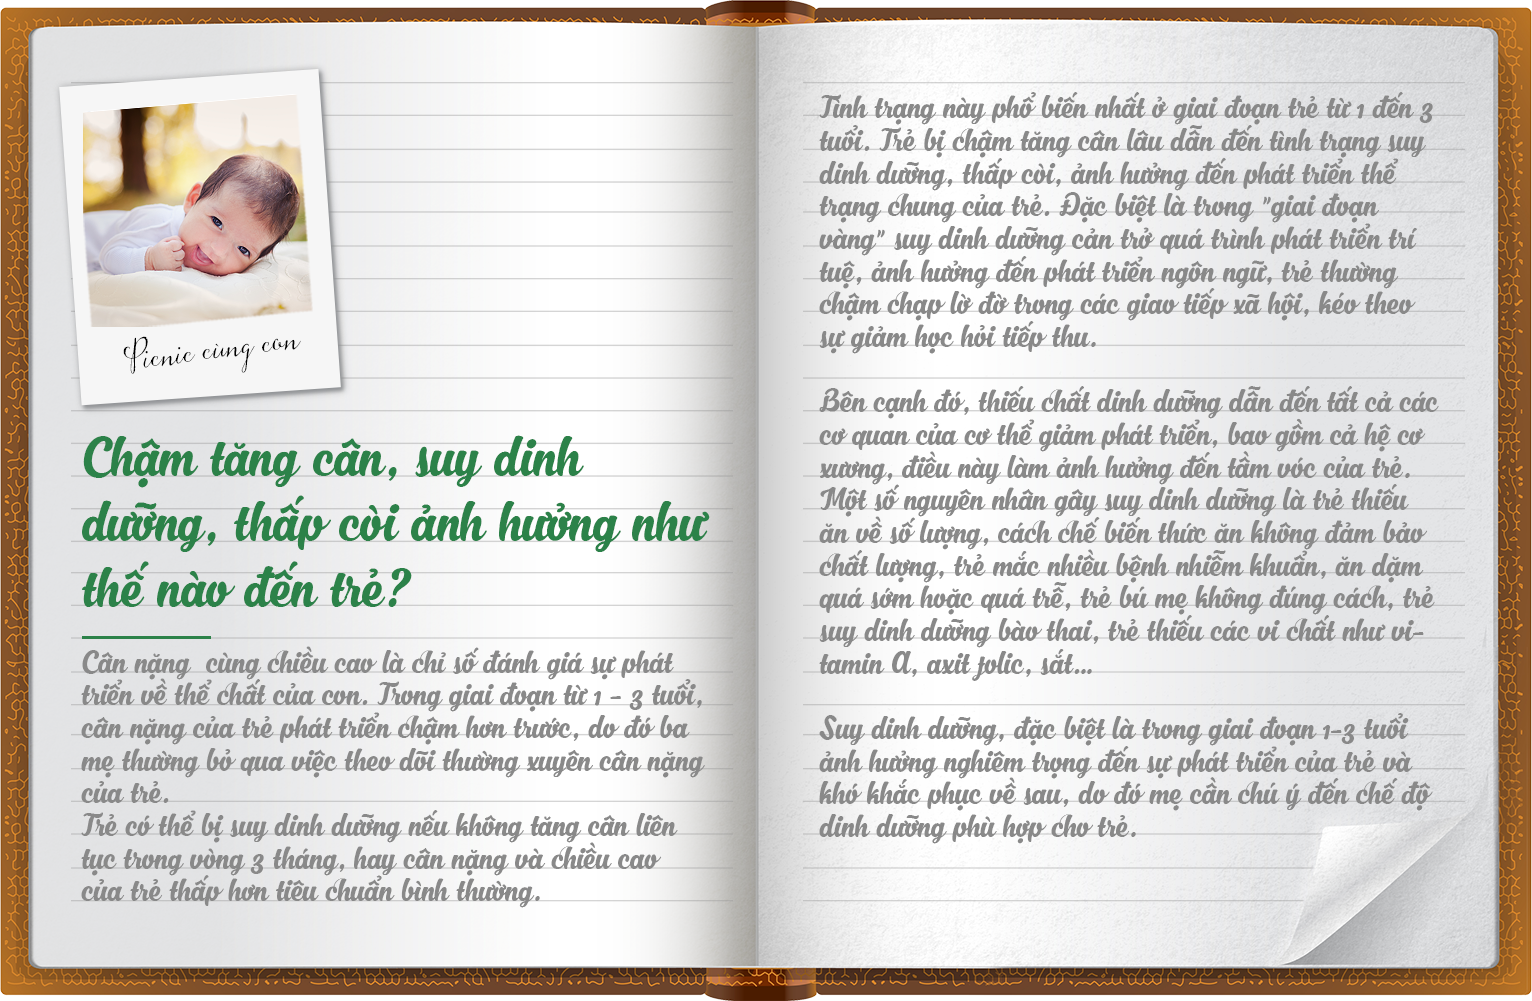 Picnic cùng con
Chậm tăng cân, suy dinh
dưỡng, thấp còi ảnh hưởng như
thế nào đến trẻ?
Cân nặng  cùng chiều cao là chỉ số đánh giá sự phát
triển về thể chất của con. Trong giai đoạn từ 1 - 3 tuổi,
cân nặng của trẻ phát triển chậm hơn trước, do đó ba
mẹ thường bỏ qua việc theo dõi thường xuyên cân nặng
của trẻ.
Trẻ có thể bị suy dinh dưỡng nếu không tăng cân liên
tục trong vòng 3 tháng, hay cân nặng và chiều cao
của trẻ thấp hơn tiêu chuẩn bình thường.
Tình trạng này phổ biến nhất ở giai đoạn trẻ từ 1 đến 3
tuổi. Trẻ bị chậm tăng cân lâu dẫn đến tình trạng suy
dinh dưỡng, thấp còi, ảnh hưởng đến phát triển thể
trạng chung của trẻ. Đặc biệt là trong "giai đoạn
vàng" suy dinh dưỡng cản trở quá trình phát triển trí
tuệ, ảnh hưởng đến phát triển ngôn ngữ, trẻ thường
chậm chạp lờ đờ trong các giao tiếp xã hội, kéo theo
sự giảm học hỏi tiếp thu.
Bên cạnh đó, thiếu chất dinh dưỡng dẫn đến tất cả các
cơ quan của cơ thể giảm phát triển, bao gồm cả hệ cơ
xương, điều này làm ảnh hưởng đến tầm vóc của trẻ.
Một số nguyên nhân gây suy dinh dưỡng là trẻ thiếu
ăn về số lượng, cách chế biến thức ăn không đảm bảo
chất lượng, trẻ mắc nhiều bệnh nhiễm khuẩn, ăn dặm
quá sớm hoặc quá trễ, trẻ bú mẹ không đúng cách, trẻ
suy dinh dưỡng bào thai, trẻ thiếu các vi chất như vi-
tamin A, axit folic, sắt...
Suy dinh dưỡng, đặc biệt là trong giai đoạn 1-3 tuổi
ảnh hưởng nghiêm trọng đến sự phát triển của trẻ và
khó khắc phục về sau, do đó mẹ cần chú ý đến chế độ
dinh dưỡng phù hợp cho trẻ.